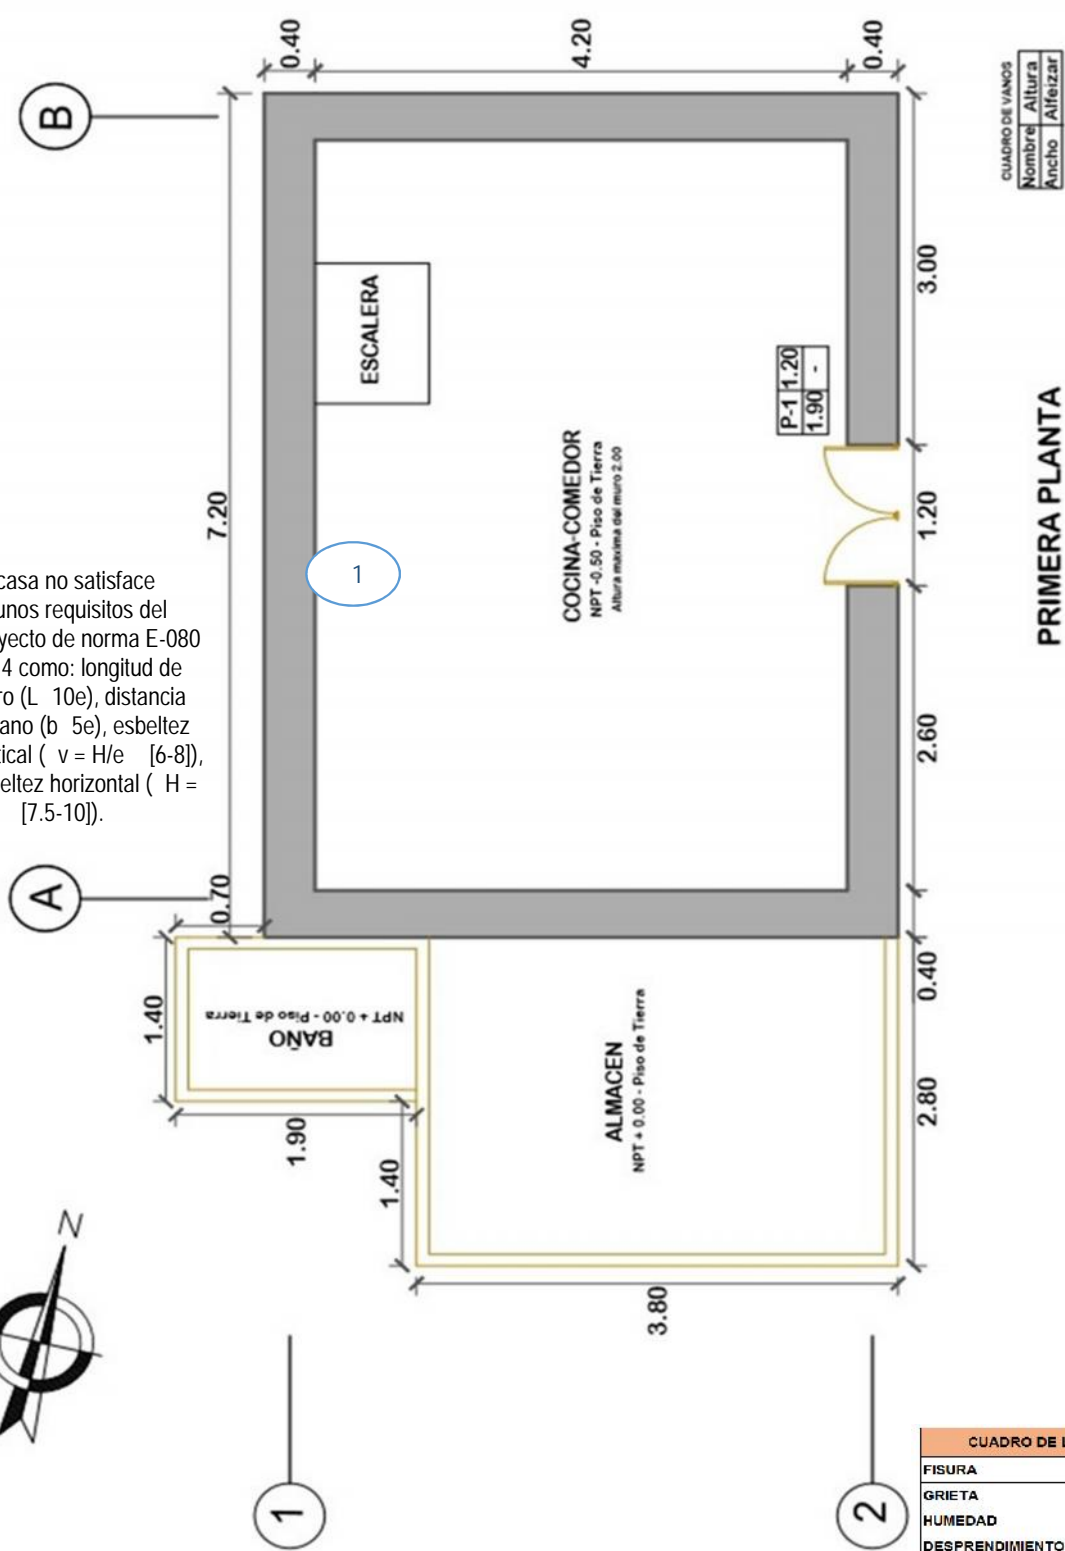 B
0.40
4.20
0.40
CUADRO DE VANOS
Nombre Altura
Ancho Alfeizar
7.20
ESCALERA
3.00
P-1 1.20
1.90 -
COCINA-COMEDOR
NPT -0.50 - Piso de Tierra
Altura maxima del muro 2.00
1
1.20
PRIMERA PLANTA
casa no satisface
unos requisitos del
yecto de norma E-080
4 como: longitud de
ro (L 10e), distancia
ano (b 5e), esbeltez
tical ( v = H/e [6-8]),
eltez horizontal ( H =
[7.5-10]).
2.60
A
0.70
1.40
BAÑO
NPT + 0.00 - Piso de Tierra
1.90
1.40
ALMACEN
NPT + 0.00 - Piso de Tierra
0.40
2.80
3.80
N
1
2
CUADRO DE
FISURA
GRIETA
HUMEDAD
DESPRENDIMIENTO